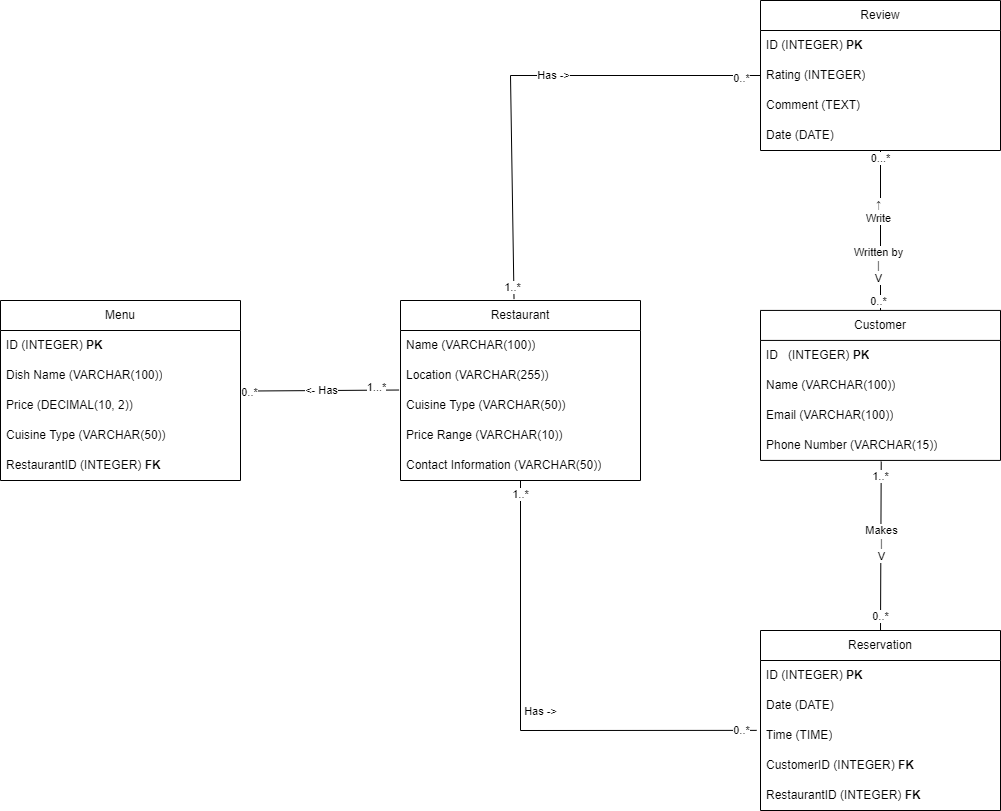 Review
ID (INTEGER) PK
Rating (INTEGER)
Comment (TEXT)
Date (DATE)
Has ->
0..*
1..*
0...*
↑
Write
Written by
|
V
0..*
Menu
ID (INTEGER) PK
Dish Name (VARCHAR(100))
Price (DECIMAL(10, 2))
Cuisine Type (VARCHAR(50))
RestaurantID (INTEGER) FK
0..*
<- Has
1...*
Restaurant
Name (VARCHAR(100))
Location (VARCHAR(255))
Cuisine Type (VARCHAR(50))
Price Range (VARCHAR(10))
Contact Information (VARCHAR(50))
Customer
ID (INTEGER) PK
Name (VARCHAR(100))
Email (VARCHAR(100))
Phone Number (VARCHAR(15))
1..*
Makes
|
V
0..*
1..*
Has ->
0..*
Reservation
ID (INTEGER) PK
Date (DATE)
Time (TIME)
CustomerID (INTEGER) FK
RestaurantID (INTEGER) FK